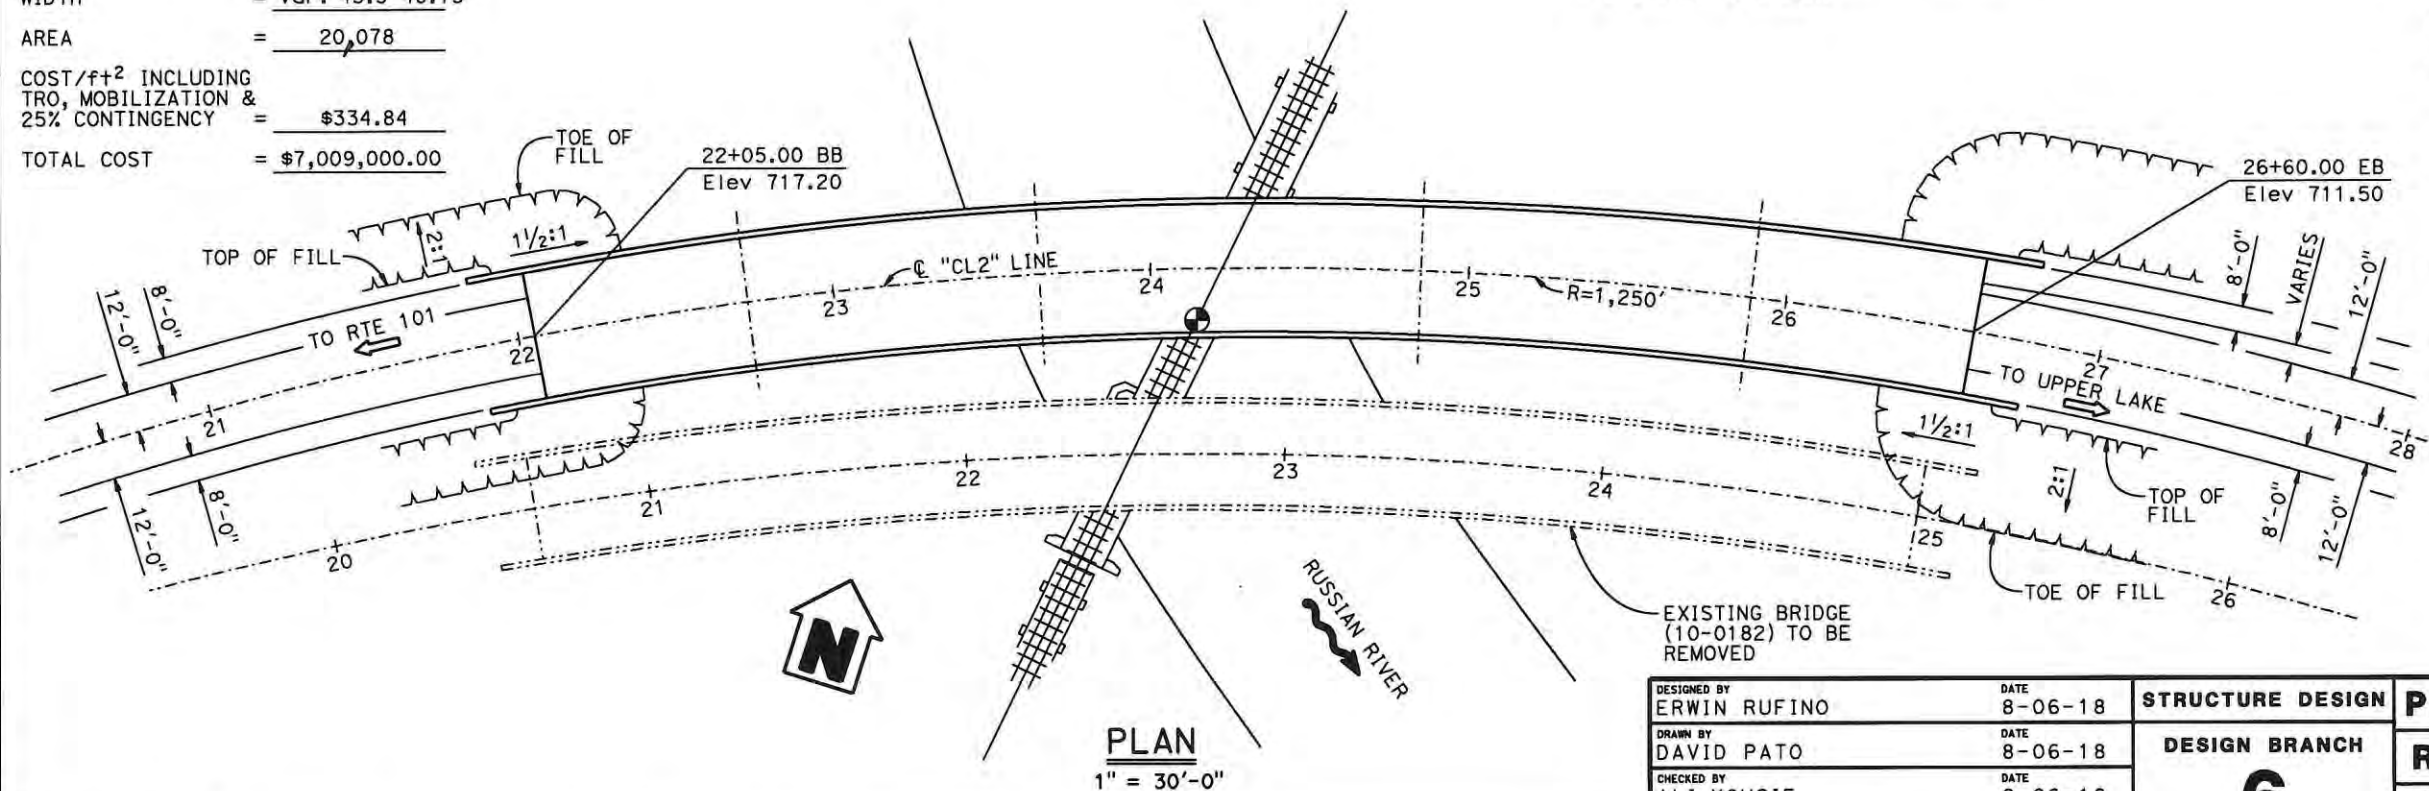 WIDTH =
AREA = 20,078
COST/ft² INCLUDING
TRO, MOBILIZATION &
25% CONTINGENCY = $334.84
TOTAL COST = $7,009,000.00
TOE OF
FILL
22+05.00 BB
Elev 717.20
26+60.00 EB
Elev 711.50
TOP OF FILL
2:1
1½:1
℄ "CL2" LINE
R=1,250'
TO RTE 101
12'-0"
8'-0"
21
22
23
24
25
26
27
28
8'-0"
VARIES
12'-0"
TO UPPER LAKE
12'-0"
8'-0"
1½:1
2:1
TOP OF
FILL
8'-0"
12'-0"
20
21
22
23
24
25
26
TOE OF FILL
N
RUSSIAN RIVER
EXISTING BRIDGE
(10-0182) TO BE
REMOVED
PLAN
1" = 30'-0"
DESIGNED BY DATE
ERWIN RUFINO 8-06-18
DRAWN BY DATE
DAVID PATO 8-06-18
CHECKED BY DATE
STRUCTURE DESIGN
DESIGN BRANCH
P
R